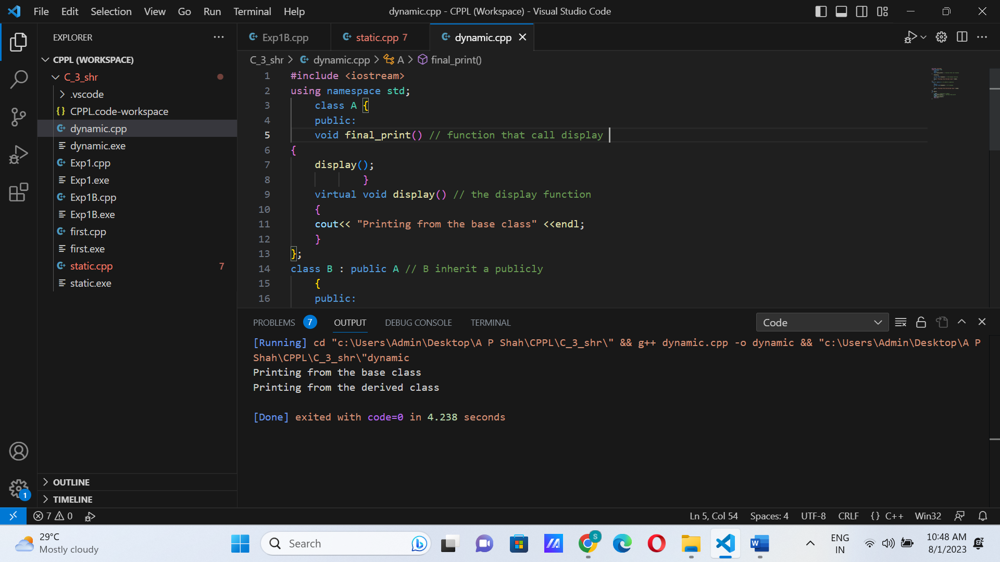 File Edit Selection View Go Run Terminal Help
dynamic.cpp - CPPL (Workspace) - Visual Studio Code
EXPLORER
CPPL (WORKSPACE)
C_3_shr
.vscode
{} CPPL.code-workspace
dynamic.cpp
dynamic.exe
Exp1.cpp
Exp1.exe
Exp1B.cpp
Exp1B.exe
first.cpp
first.exe
static.cpp 7
static.exe
OUTLINE
TIMELINE
Exp1B.cpp static.cpp 7 dynamic.cpp
C_3_shr > dynamic.cpp > A > final_print()
1 #include <iostream>
2 using namespace std;
3 class A {
4 public:
5 void final_print() // function that call display
6 {
7 display();
8 }
9 virtual void display() // the display function
10 {
11 cout<< "Printing from the base class" <<endl;
12 }
13 };
14 class B : public A // B inherit a publicly
15 {
16 public:
PROBLEMS 7 OUTPUT DEBUG CONSOLE TERMINAL Code
[Running] cd "c:\Users\Admin\Desktop\A P Shah\CPPL\C_3_shr\" && g++ dynamic.cpp -o dynamic && "c:\Users\Admin\Desktop\A P
Shah\CPPL\C_3_shr\"dynamic
Printing from the base class
Printing from the derived class
[Done] exited with code=0 in 4.238 seconds
1
7 0 Ln 5, Col 54 Spaces: 4 UTF-8 CRLF {} C++ Win32
29°C
Mostly cloudy
Search
S
W
ENG
IN
10:48 AM
8/1/2023